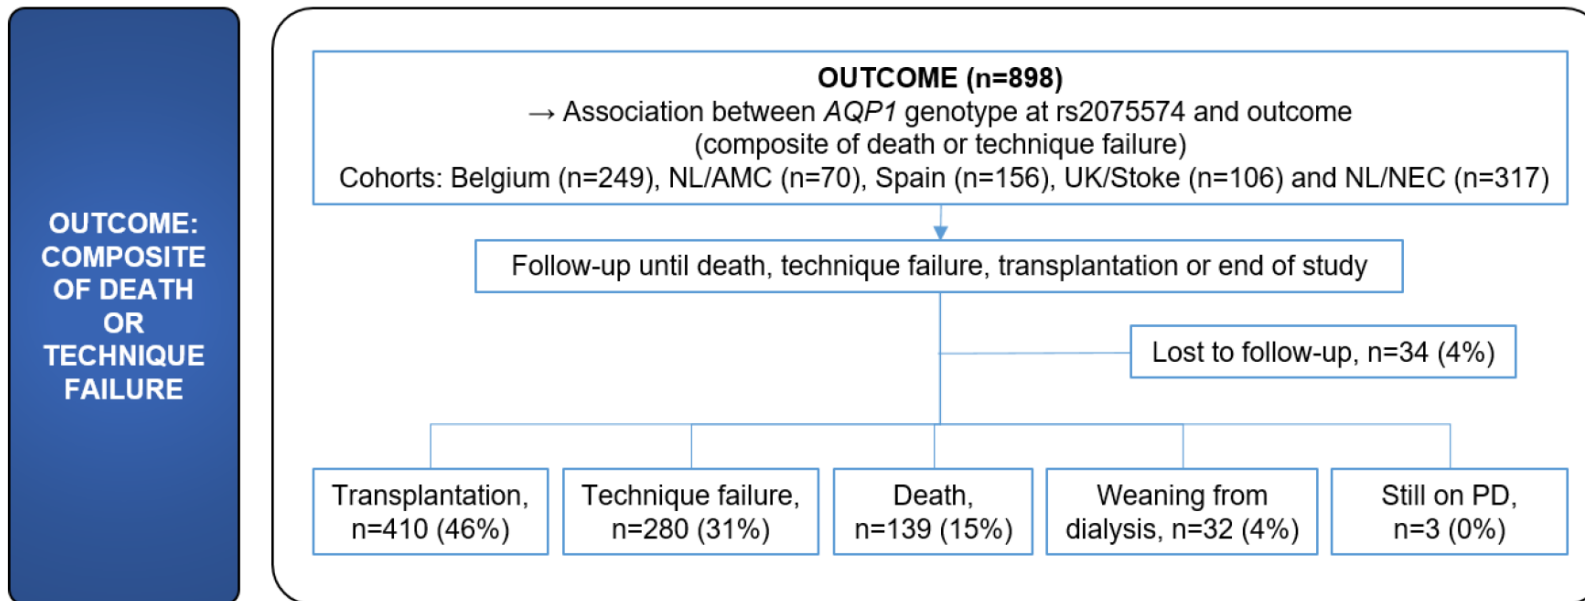 OUTCOME:
COMPOSITE
OF DEATH
OR
TECHNIQUE
FAILURE
OUTCOME (n=898)
→ Association between AQP1 genotype at rs2075574 and outcome
(composite of death or technique failure)
Cohorts: Belgium (n=249), NL/AMC (n=70), Spain (n=156), UK/Stoke (n=106) and NL/NEC (n=317)
Follow-up until death, technique failure, transplantation or end of study
Lost to follow-up, n=34 (4%)
Transplantation,
n=410 (46%)
Technique failure,
n=280 (31%)
Death,
n=139 (15%)
Weaning from
dialysis, n=32 (4%)
Still on PD,
n=3 (0%)